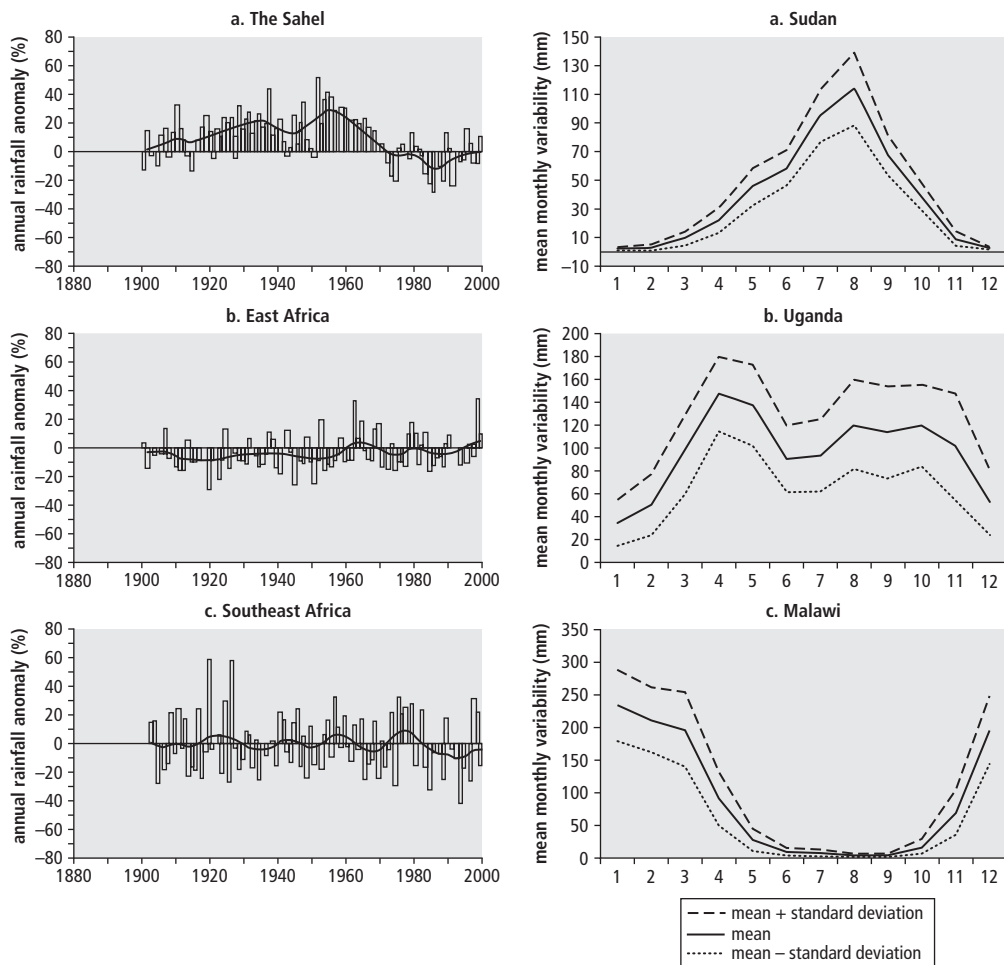 a. The Sahel
annual rainfall anomaly (%)
80
60
40
20
0
−20
−40
−60
−80
1880 1900 1920 1940 1960 1980 2000
a. Sudan
mean monthly variability (mm)
150
130
110
90
70
50
30
10
−10
1 2 3 4 5 6 7 8 9 10 11 12
b. East Africa
annual rainfall anomaly (%)
80
60
40
20
0
−20
−40
−60
−80
1880 1900 1920 1940 1960 1980 2000
b. Uganda
mean monthly variability (mm)
200
180
160
140
120
100
80
60
40
20
0
1 2 3 4 5 6 7 8 9 10 11 12
c. Southeast Africa
annual rainfall anomaly (%)
80
60
40
20
0
−20
−40
−60
−80
1880 1900 1920 1940 1960 1980 2000
c. Malawi
mean monthly variability (mm)
350
300
250
200
150
100
50
0
1 2 3 4 5 6 7 8 9 10 11 12
mean + standard deviation
mean
mean − standard deviation